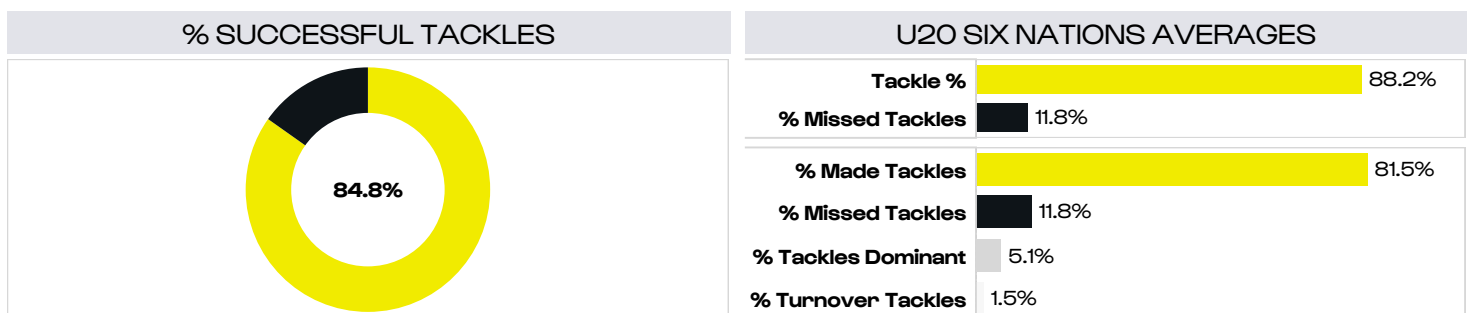 % SUCCESSFUL TACKLES
84.8%
U20 SIX NATIONS AVERAGES
Tackle % 88.2%
% Missed Tackles 11.8%
% Made Tackles 81.5%
% Missed Tackles 11.8%
% Tackles Dominant 5.1%
% Turnover Tackles 1.5%